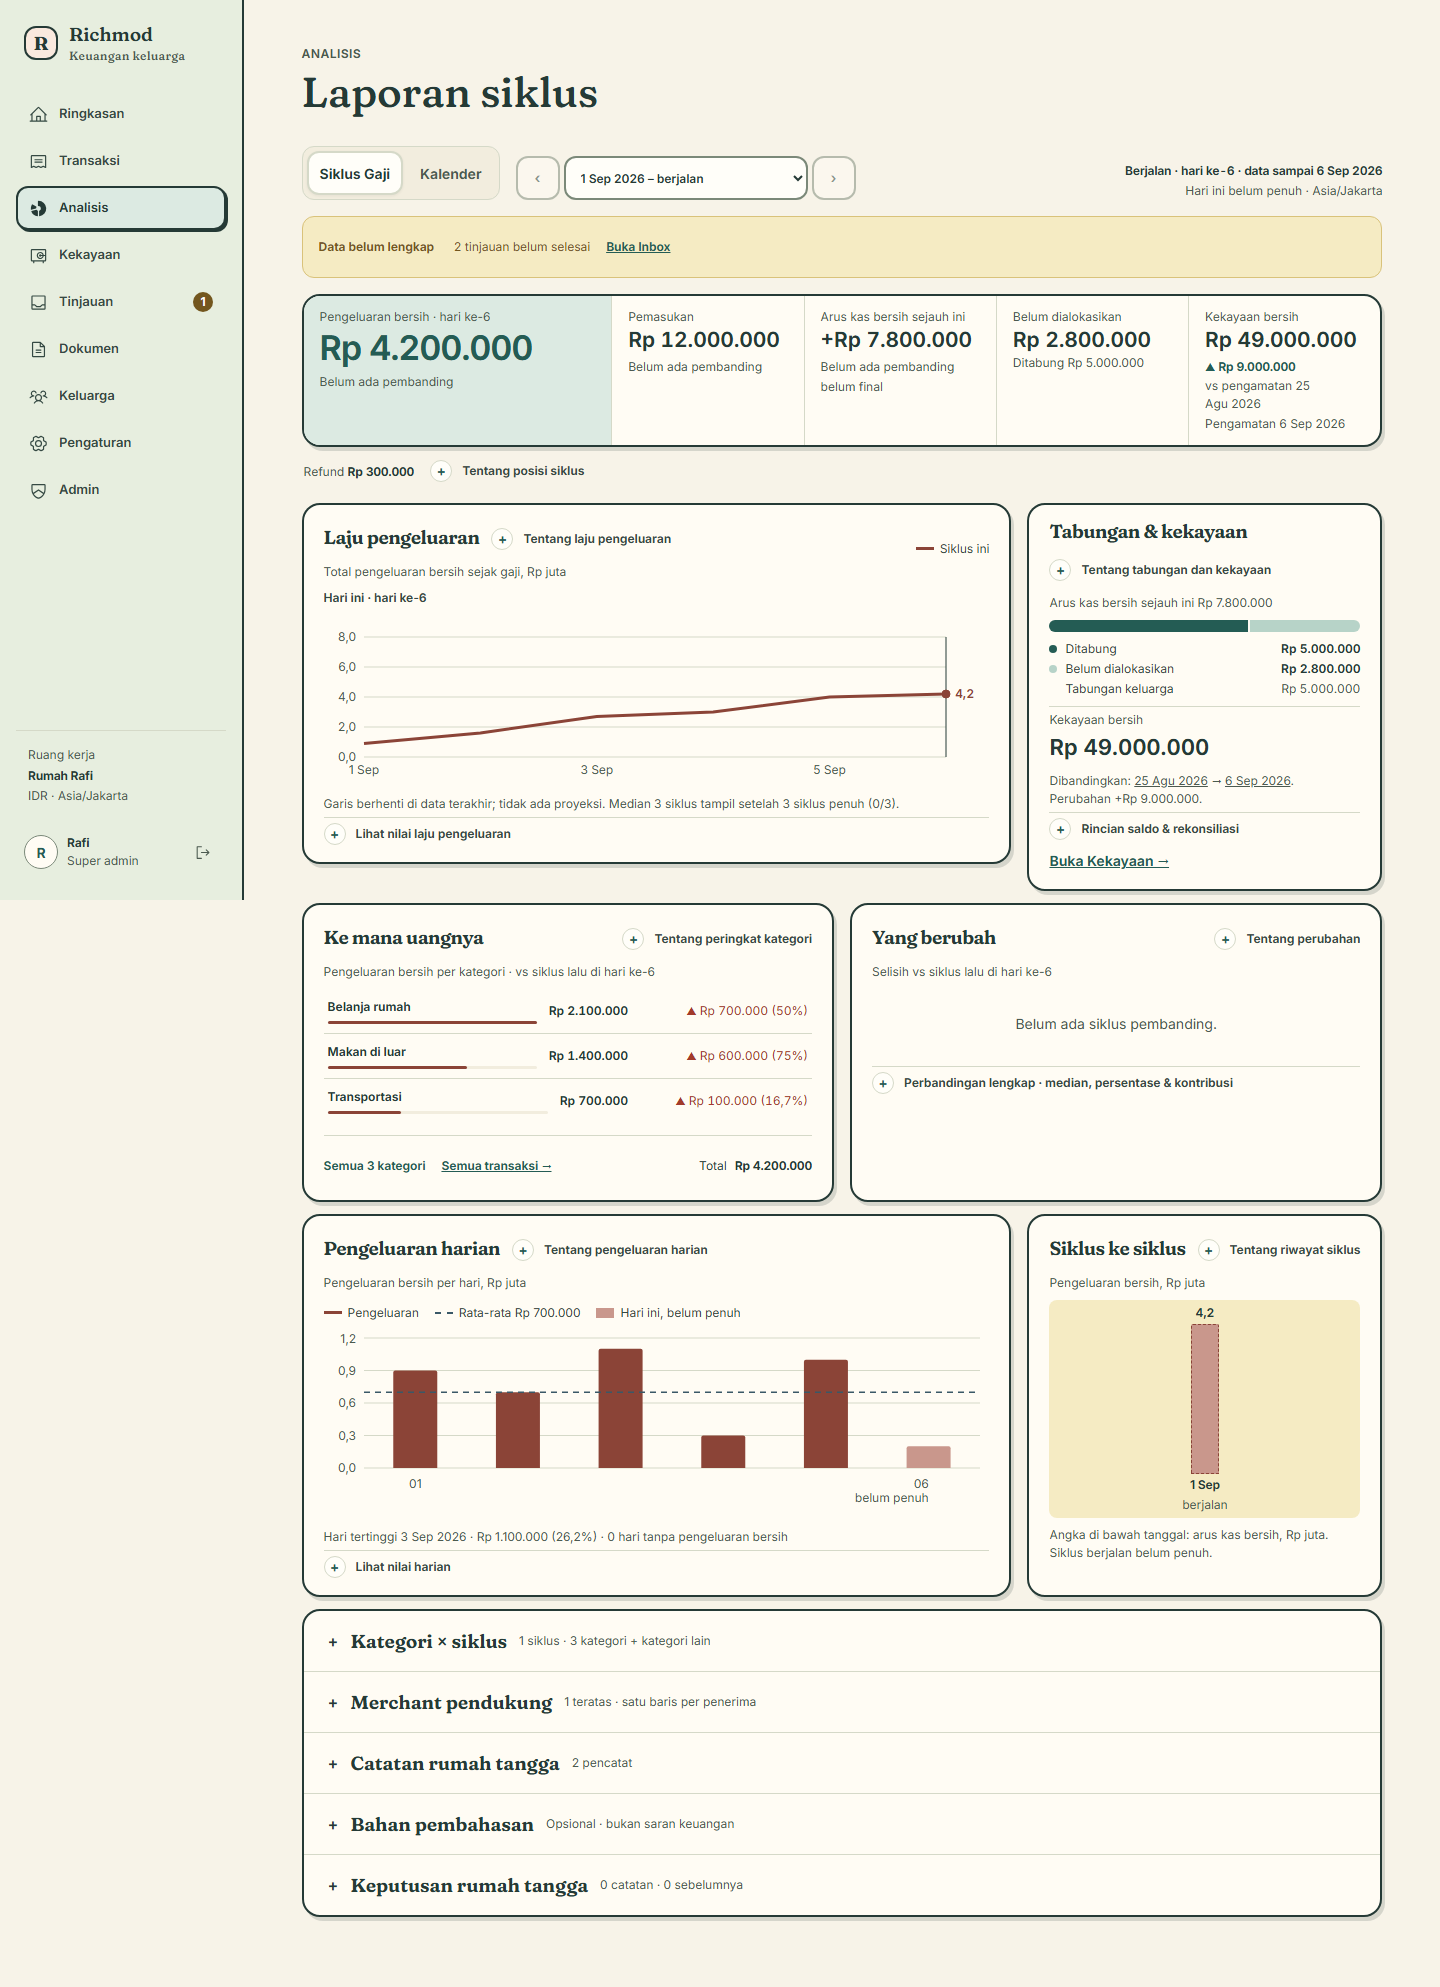 R
Richmod
Keuangan keluarga
Ringkasan
Transaksi
Analisis
Kekayaan
Tinjauan 1
Dokumen
Keluarga
Pengaturan
Admin
Ruang kerja
Rumah Rafi
IDR · Asia/Jakarta
R
Rafi
Super admin
ANALISIS
Laporan siklus
Siklus Gaji Kalender
‹ 1 Sep 2026 – berjalan ›
Berjalan · hari ke-6 · data sampai 6 Sep 2026
Hari ini belum penuh · Asia/Jakarta
Data belum lengkap 2 tinjauan belum selesai Buka Inbox
Pengeluaran bersih · hari ke-6
Rp 4.200.000
Belum ada pembanding
Pemasukan
Rp 12.000.000
Belum ada pembanding
Arus kas bersih sejauh ini
+Rp 7.800.000
Belum ada pembanding
belum final
Belum dialokasikan
Rp 2.800.000
Ditabung Rp 5.000.000
Kekayaan bersih
Rp 49.000.000
▲ Rp 9.000.000
vs pengamatan 25
Agu 2026
Pengamatan 6 Sep 2026
Refund Rp 300.000 + Tentang posisi siklus
Laju pengeluaran + Tentang laju pengeluaran
Siklus ini
Total pengeluaran bersih sejak gaji, Rp juta
Hari ini · hari ke-6
8,0
6,0
4,0
2,0
0,0
4,2
1 Sep 3 Sep 5 Sep
Garis berhenti di data terakhir; tidak ada proyeksi. Median 3 siklus tampil setelah 3 siklus penuh (0/3).
+ Lihat nilai laju pengeluaran
Tabungan & kekayaan
+ Tentang tabungan dan kekayaan
Arus kas bersih sejauh ini Rp 7.800.000
Ditabung Rp 5.000.000
Belum dialokasikan Rp 2.800.000
Tabungan keluarga Rp 5.000.000
Kekayaan bersih
Rp 49.000.000
Dibandingkan: 25 Agu 2026 → 6 Sep 2026.
Perubahan +Rp 9.000.000.
+ Rincian saldo & rekonsiliasi
Buka Kekayaan →
Ke mana uangnya + Tentang peringkat kategori
Pengeluaran bersih per kategori · vs siklus lalu di hari ke-6
Belanja rumah Rp 2.100.000 ▲ Rp 700.000 (50%)
Makan di luar Rp 1.400.000 ▲ Rp 600.000 (75%)
Transportasi Rp 700.000 ▲ Rp 100.000 (16,7%)
Semua 3 kategori Semua transaksi → Total Rp 4.200.000
Yang berubah + Tentang perubahan
Selisih vs siklus lalu di hari ke-6
Belum ada siklus pembanding.
+ Perbandingan lengkap · median, persentase & kontribusi
Pengeluaran harian + Tentang pengeluaran harian
Pengeluaran bersih per hari, Rp juta
Pengeluaran Rata-rata Rp 700.000 Hari ini, belum penuh
1,2
0,9
0,6
0,3
0,0
01 06
belum penuh
Hari tertinggi 3 Sep 2026 · Rp 1.100.000 (26,2%) · 0 hari tanpa pengeluaran bersih
+ Lihat nilai harian
Siklus ke siklus + Tentang riwayat siklus
Pengeluaran bersih, Rp juta
4,2
1 Sep
berjalan
Angka di bawah tanggal: arus kas bersih, Rp juta.
Siklus berjalan belum penuh.
+ Kategori × siklus 1 siklus · 3 kategori + kategori lain
+ Merchant pendukung 1 teratas · satu baris per penerima
+ Catatan rumah tangga 2 pencatat
+ Bahan pembahasan Opsional · bukan saran keuangan
+ Keputusan rumah tangga 0 catatan · 0 sebelumnya